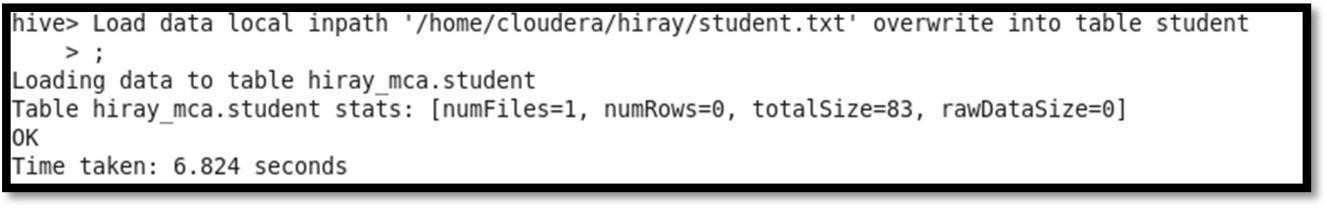 hive> Load data local inpath '/home/cloudera/hiray/student.txt' overwrite into table student
    > ;
Loading data to table hiray_mca.student
Table hiray_mca.student stats: [numFiles=1, numRows=0, totalSize=83, rawDataSize=0]
OK
Time taken: 6.824 seconds